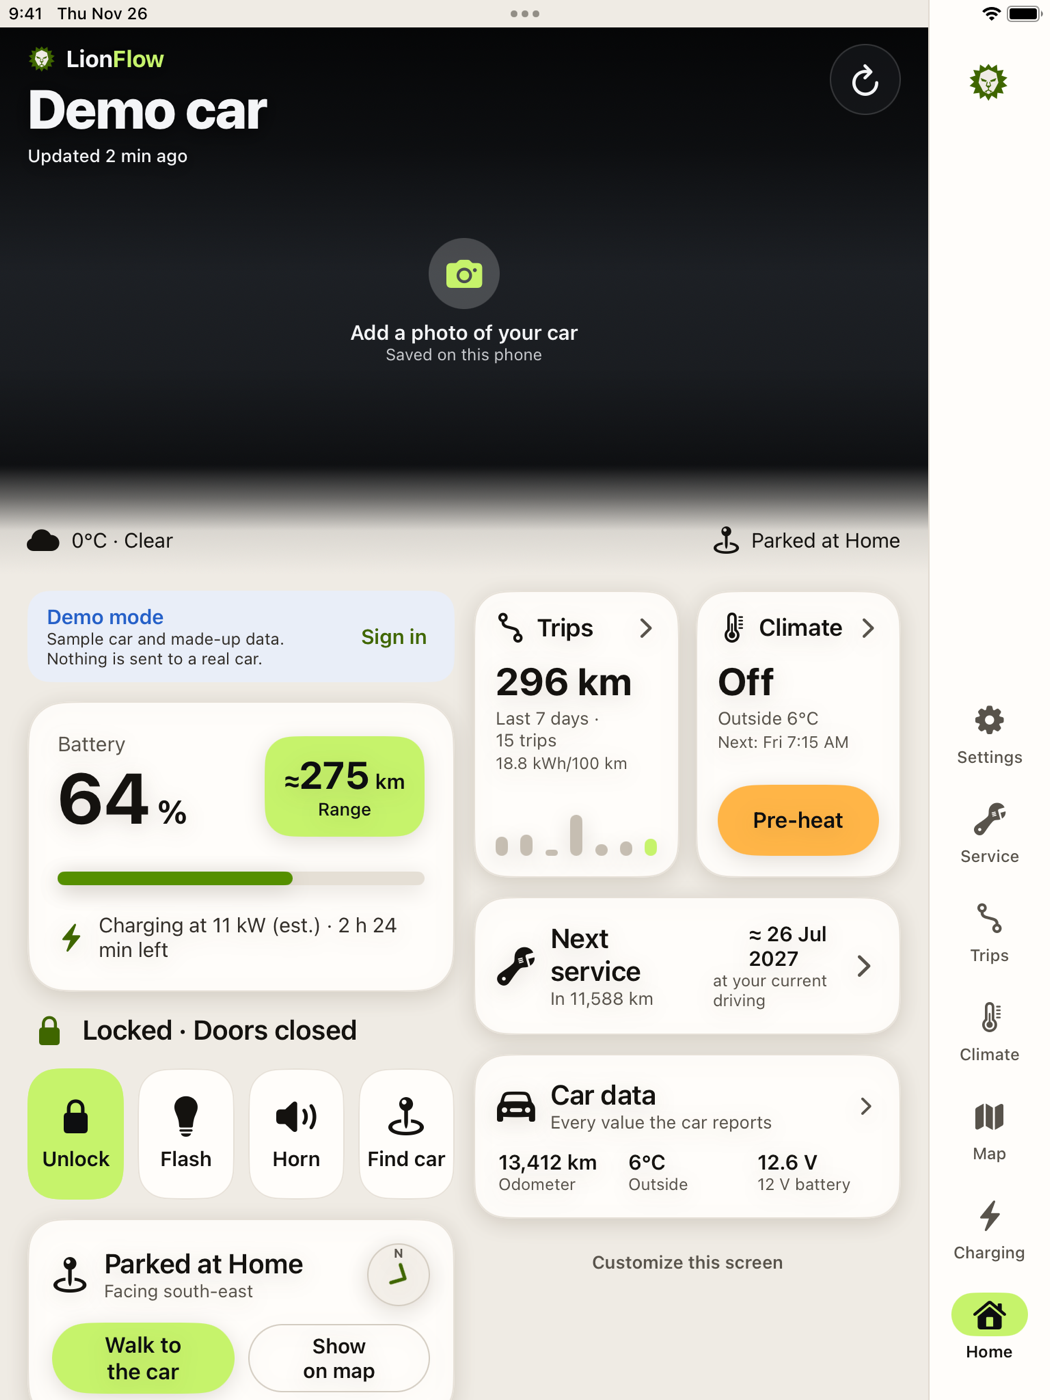 9:41 Thu Nov 26
LionFlow
Demo car
Updated 2 min ago
Add a photo of your car
Saved on this phone
0°C · Clear
Parked at Home
Demo mode
Sample car and made-up data.
Nothing is sent to a real car.
Sign in
Battery
64 %
≈275 km
Range
Charging at 11 kW (est.) · 2 h 24
min left
Locked · Doors closed
Unlock
Flash
Horn
Find car
Parked at Home
Facing south-east
N
Walk to
the car
Show
on map
Trips
296 km
Last 7 days ·
15 trips
18.8 kWh/100 km
Climate
Off
Outside 6°C
Next: Fri 7:15 AM
Pre-heat
Next
service
In 11,588 km
≈ 26 Jul
2027
at your current
driving
Car data
Every value the car reports
13,412 km
Odometer
6°C
Outside
12.6 V
12 V battery
Customize this screen
Settings
Service
Trips
Climate
Map
Charging
Home